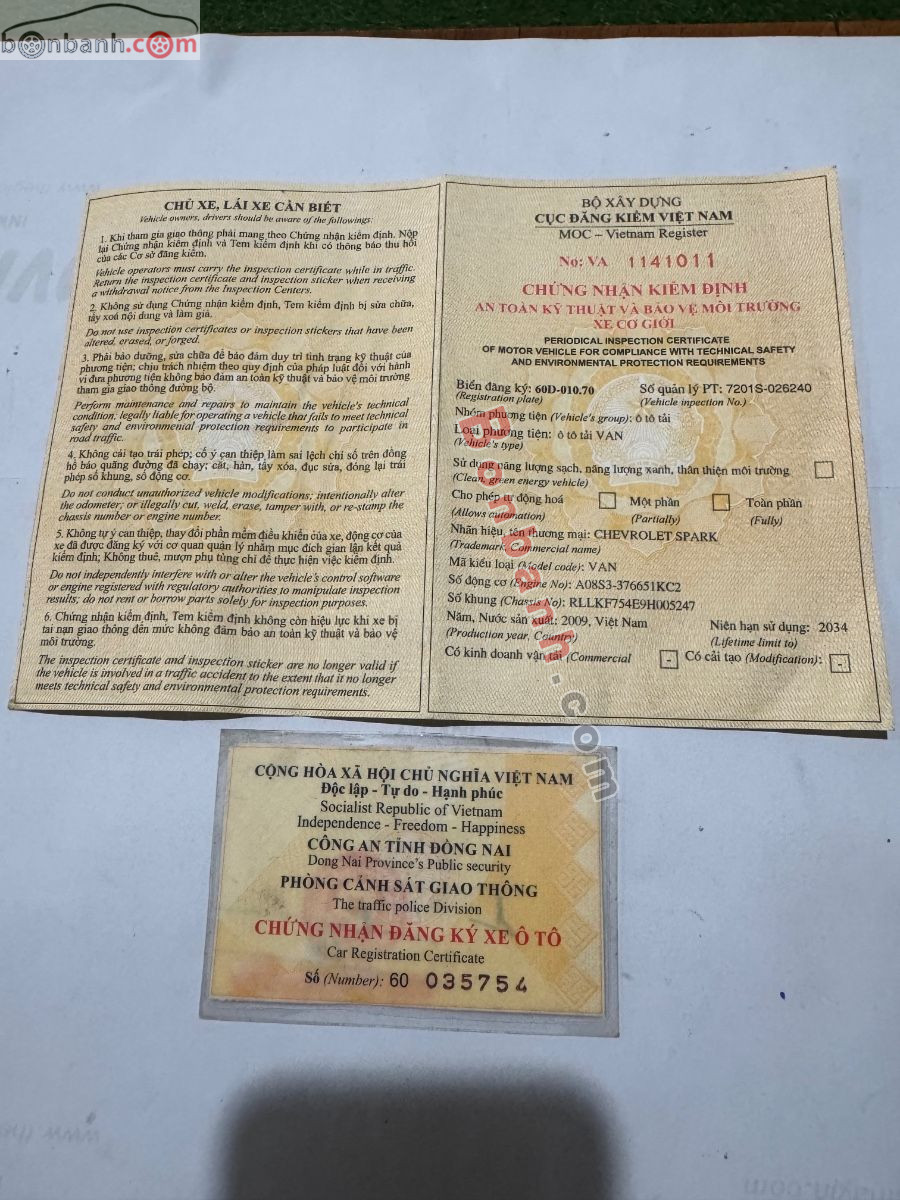 bonbanh.com
CHỦ XE, LÁI XE CẦN BIẾT
Vehicle owners, drivers should be aware of the followings:
1. Khi tham gia giao thông phải mang theo Chứng nhận kiểm định. Nộp
lại Chứng nhận kiểm định và Tem kiểm định khi có thông báo thu hồi
của các Cơ sở đăng kiểm.
Vehicle operators must carry the inspection certificate while in traffic.
Return the inspection certificate and inspection sticker when receiving
a withdrawal notice from the Inspection Centers.
2. Không sử dụng Chứng nhận kiểm định, Tem kiểm định bị sửa chữa,
tẩy xoá nội dung và làm giả.
Do not use inspection certificates or inspection stickers that have been
altered, erased, or forged.
3. Phải bảo dưỡng, sửa chữa để bảo đảm duy trì tình trạng kỹ thuật của
phương tiện; chịu trách nhiệm theo quy định của pháp luật đối với hành
vi đưa phương tiện không bảo đảm an toàn kỹ thuật và bảo vệ môi trường
tham gia giao thông đường bộ.
Perform maintenance and repairs to maintain the vehicle's technical
condition, legally liable for operating a vehicle that fails to meet technical
safety and environmenial protection requirements to participate in
road traffic.
4. Không cải tạo trái phép; cố ý can thiệp làm sai lệch chỉ số trên đồng
hồ báo quãng đường đã chạy; cắt, hàn, tẩy xóa, đục sửa, đóng lại trái
phép số khung, số động cơ.
Do not conduct unauthorized vehicle modifications; intentionally alter
the odometer; or illegally cut, weld, erase, tamper with, or re-stamp the
chassis number or engine number.
5. Không tự ý can thiệp, thay đổi phần mềm điều khiển của xe, động cơ của
xe đã được đăng ký với cơ quan quản lý nhằm mục đích gian lận kết quả
kiểm định; Không thuê, mượn phụ tùng chỉ để thực hiện việc kiểm định.
Do not independently interfere with or alter the vehicle's control software
or engine registered with regulatory authorities to manipulate inspection
results; do not rent or borrow parts solely for inspection purposes.
6. Chứng nhận kiểm định, Tem kiểm định không còn hiệu lực khi xe bị
tai nạn giao thông đến mức không đảm bảo an toàn kỹ thuật và bảo vệ
môi trường.
The inspection certificate and inspection sticker are no longer valid if
the vehicle is involved in a traffic accident to the extent that it no longer
meets technical safety and environmental protection requirements.
BỘ XÂY DỰNG
CỤC ĐĂNG KIỂM VIỆT NAM
MOC – Vietnam Register
No: VA 1141011
CHỨNG NHẬN KIỂM ĐỊNH
AN TOÀN KỸ THUẬT VÀ BẢO VỆ MÔI TRƯỜNG
XE CƠ GIỚI
PERIODICAL INSPECTION CERTIFICATE
OF MOTOR VEHICLE FOR COMPLIANCE WITH TECHNICAL SAFETY
AND ENVIRONMENTAL PROTECTION REQUIREMENTS
Biển đăng ký: 60D-010.70 Số quản lý PT: 7201S-026240
(Registration plate) (Vehicle inspection No.)
Nhóm phương tiện (Vehicle's group): ô tô tải
Loại phương tiện: ô tô tải VAN
(Vehicle's type)
Sử dụng năng lượng sạch, năng lượng xanh, thân thiện môi trường
(Clean, green energy vehicle)
Cho phép tự động hoá Một phần Toàn phần
(Allows automation) (Partially) (Fully)
Nhãn hiệu, tên thương mại: CHEVROLET SPARK
(Trademark, Commercial name)
Mã kiểu loại (Model code): VAN
Số động cơ (Engine No): A08S3-376651KC2
Số khung (Chassis No): RLLKF754E9H005247
Năm, Nước sản xuất: 2009, Việt Nam Niên hạn sử dụng: 2034
(Production year, Country (Lifetime limit to)
Có kinh doanh vận tải (Commercial - Có cải tạo (Modification): -
Bonbanh.com
CỘNG HÒA XÃ HỘI CHỦ NGHĨA VIỆT NAM
Độc lập - Tự do - Hạnh phúc
Socialist Republic of Vietnam
Independence - Freedom - Happiness
CÔNG AN TỈNH ĐỒNG NAI
Dong Nai Province's Public security
PHÒNG CẢNH SÁT GIAO THÔNG
The traffic police Division
CHỨNG NHẬN ĐĂNG KÝ XE Ô TÔ
Car Registration Certificate
Số (Number): 60 035754